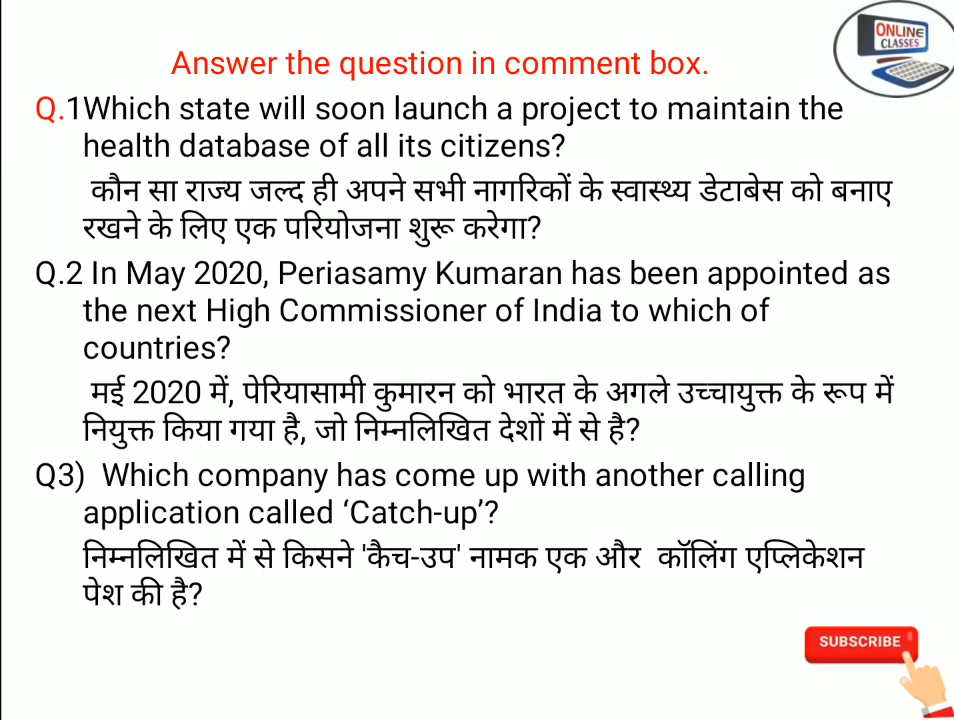 ONLINE
CLASSES
Answer the question in comment box.
Q.1Which state will soon launch a project to maintain the
health database of all its citizens?
कौन सा राज्य जल्द ही अपने सभी नागरिकों के स्वास्थ्य डेटाबेस को बनाए
रखने के लिए एक परियोजना शुरू करेगा?
Q.2 In May 2020, Periasamy Kumaran has been appointed as
the next High Commissioner of India to which of
countries?
मई 2020 में, पेरियासामी कुमारन को भारत के अगले उच्चायुक्त के रूप में
नियुक्त किया गया है, जो निम्नलिखित देशों में से है?
Q3) Which company has come up with another calling
application called ‘Catch-up’?
निम्नलिखित में से किसने 'कैच-उप' नामक एक और कॉलिंग एप्लिकेशन
पेश की है?
SUBSCRIBE